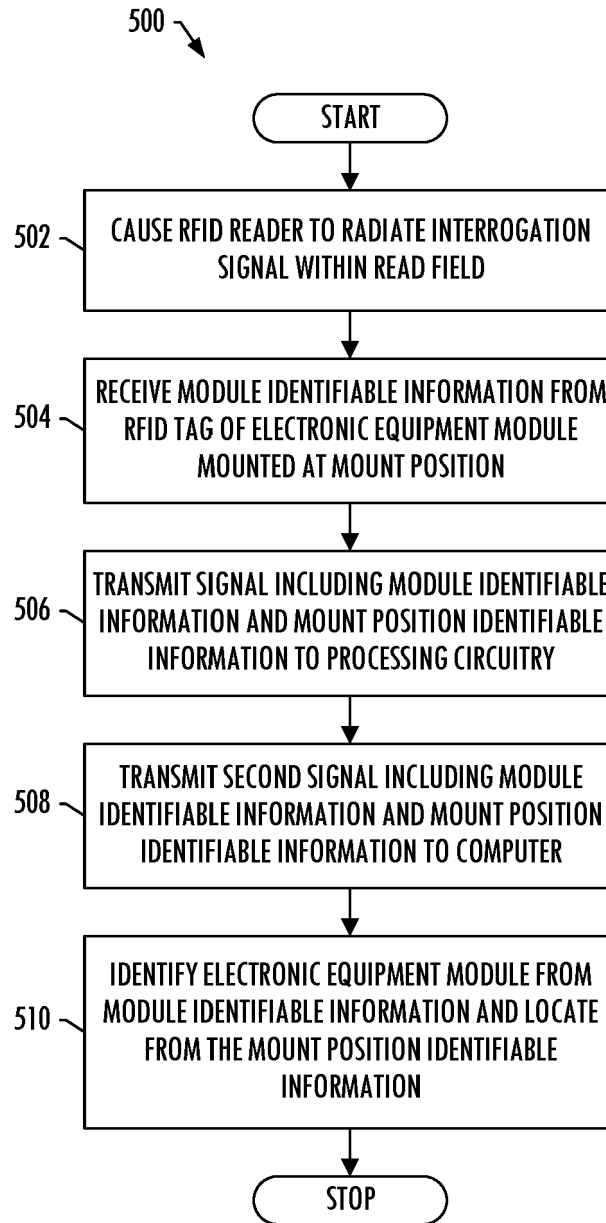 500
START
502
CAUSE RFID READER TO RADIATE INTERROGATION
SIGNAL WITHIN READ FIELD
504
RECEIVE MODULE IDENTIFIABLE INFORMATION FROM
RFID TAG OF ELECTRONIC EQUIPMENT MODULE
MOUNTED AT MOUNT POSITION
506
TRANSMIT SIGNAL INCLUDING MODULE IDENTIFIABLE
INFORMATION AND MOUNT POSITION IDENTIFIABLE
INFORMATION TO PROCESSING CIRCUITRY
508
TRANSMIT SECOND SIGNAL INCLUDING MODULE
IDENTIFIABLE INFORMATION AND MOUNT POSITION
IDENTIFIABLE INFORMATION TO COMPUTER
510
IDENTIFY ELECTRONIC EQUIPMENT MODULE FROM
MODULE IDENTIFIABLE INFORMATION AND LOCATE
FROM THE MOUNT POSITION IDENTIFIABLE
INFORMATION
STOP